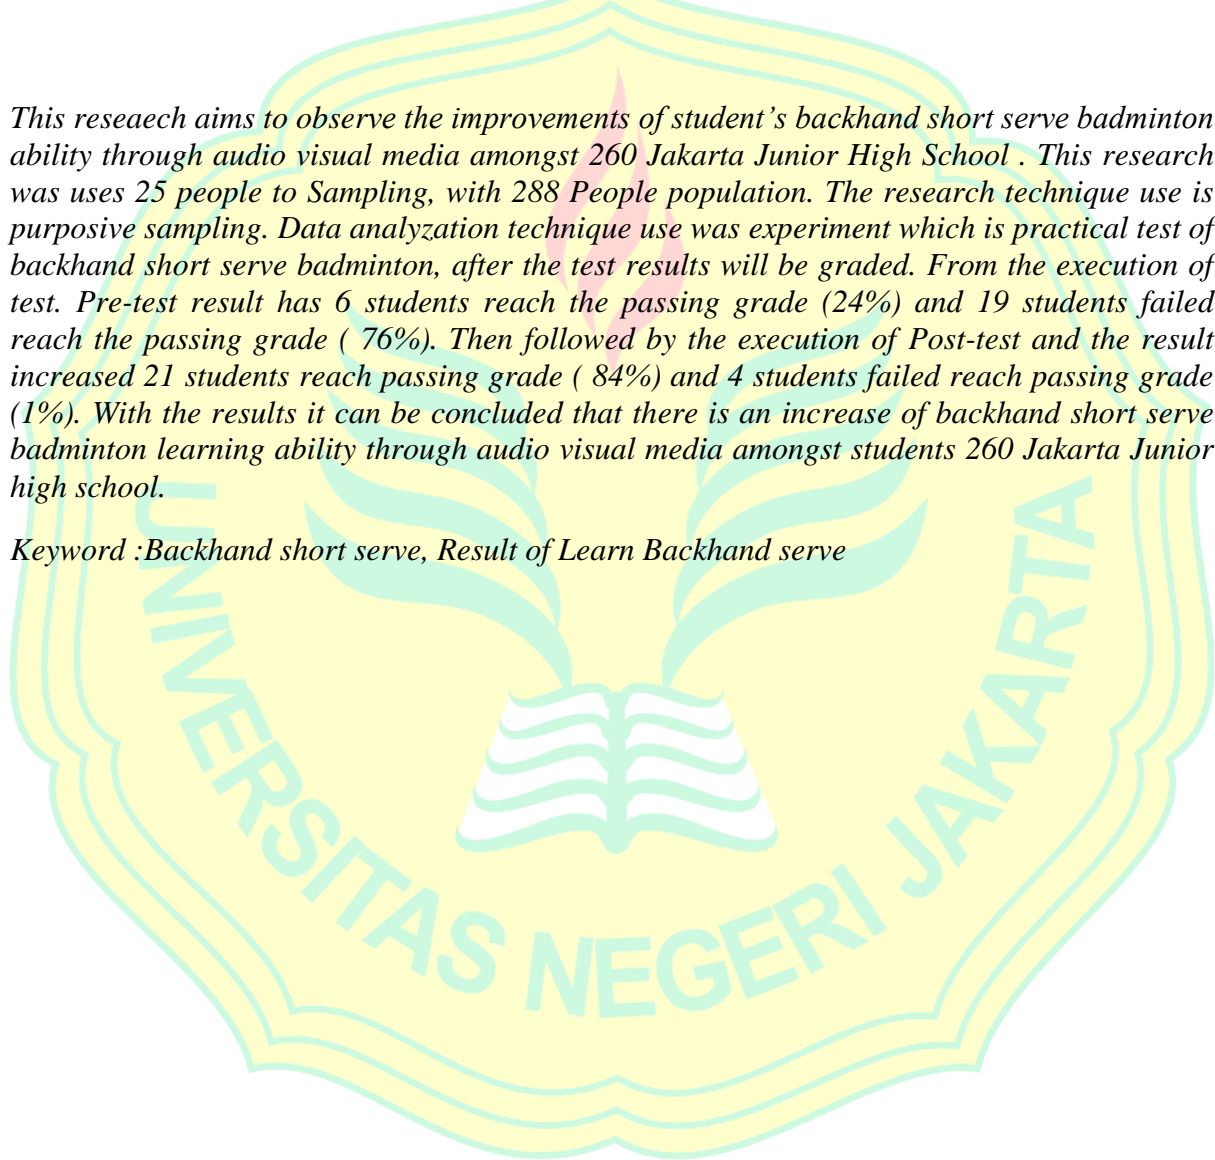 This reseaech aims to observe the improvements of student's backhand short serve badminton
ability through audio visual media amongst 260 Jakarta Junior High School . This research
was uses 25 people to Sampling, with 288 People population. The research technique use is
purposive sampling. Data analyzation technique use was experiment which is practical test of
backhand short serve badminton, after the test results will be graded. From the execution of
test. Pre-test result has 6 students reach the passing grade (24%) and 19 students failed
reach the passing grade ( 76%). Then followed by the execution of Post-test and the result
increased 21 students reach passing grade ( 84%) and 4 students failed reach passing grade
(1%). With the results it can be concluded that there is an increase of backhand short serve
badminton learning ability through audio visual media amongst students 260 Jakarta Junior
high school.
Keyword :Backhand short serve, Result of Learn Backhand serve
UNIVERSITAS NEGERI JAKARTA